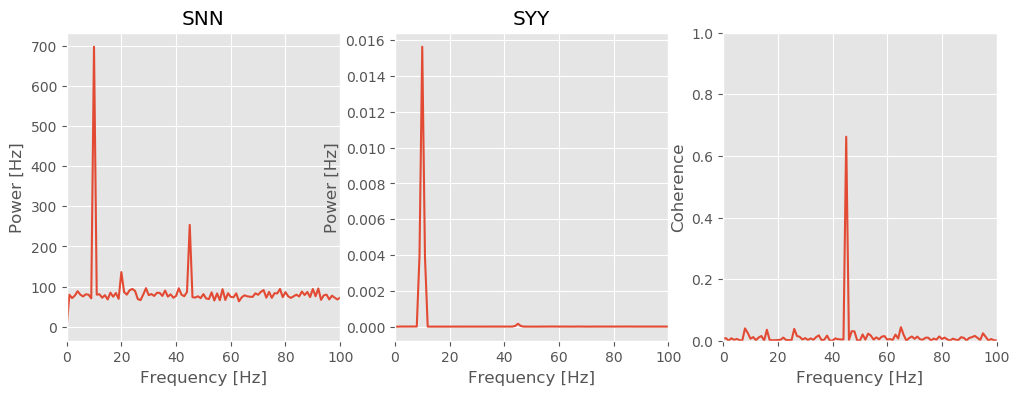 SNN
Power [Hz]
700
600
500
400
300
200
100
0
0 20 40 60 80 100
Frequency [Hz]
SYY
Power [Hz]
0.016
0.014
0.012
0.010
0.008
0.006
0.004
0.002
0.000
0 20 40 60 80 100
Frequency [Hz]
Coherence
1.0
0.8
0.6
0.4
0.2
0.0
0 20 40 60 80 100
Frequency [Hz]